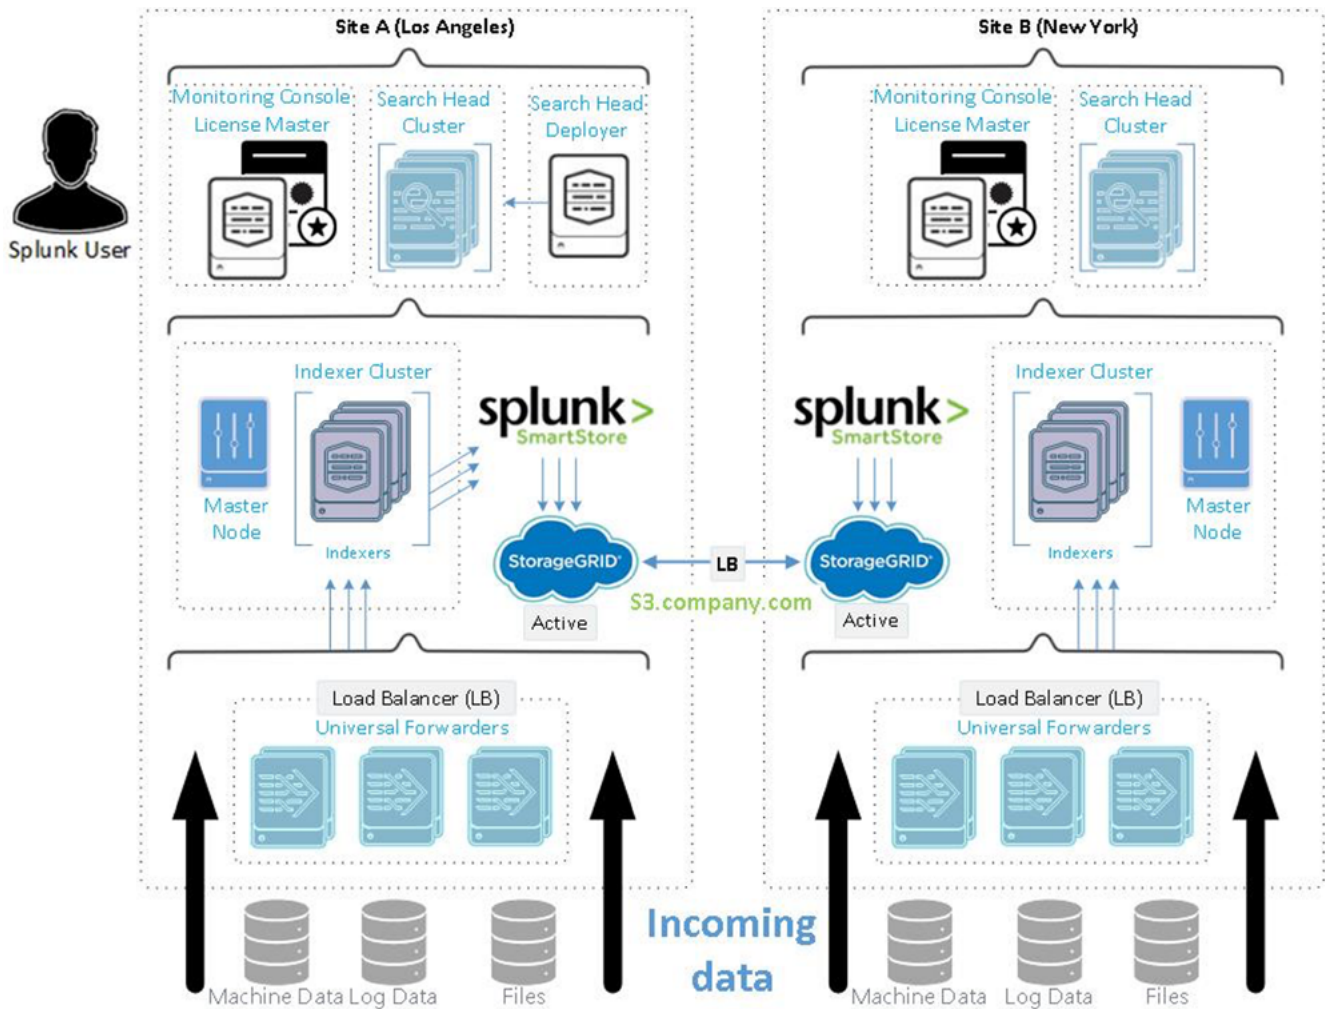 Site A (Los Angeles)
Site B (New York)
Monitoring Console
License Master
Search Head
Cluster
Search Head
Deployer
Monitoring Console
License Master
Search Head
Cluster
Splunk User
Indexer Cluster
splunk>
SmartStore
Master
Node
Indexers
splunk>
SmartStore
Indexer Cluster
Master
Node
Indexers
StorageGRID®
LB
StorageGRID®
S3.company.com
Active
Active
Load Balancer (LB)
Universal Forwarders
Load Balancer (LB)
Universal Forwarders
Incoming
data
Machine Data
Log Data
Files
Machine Data
Log Data
Files